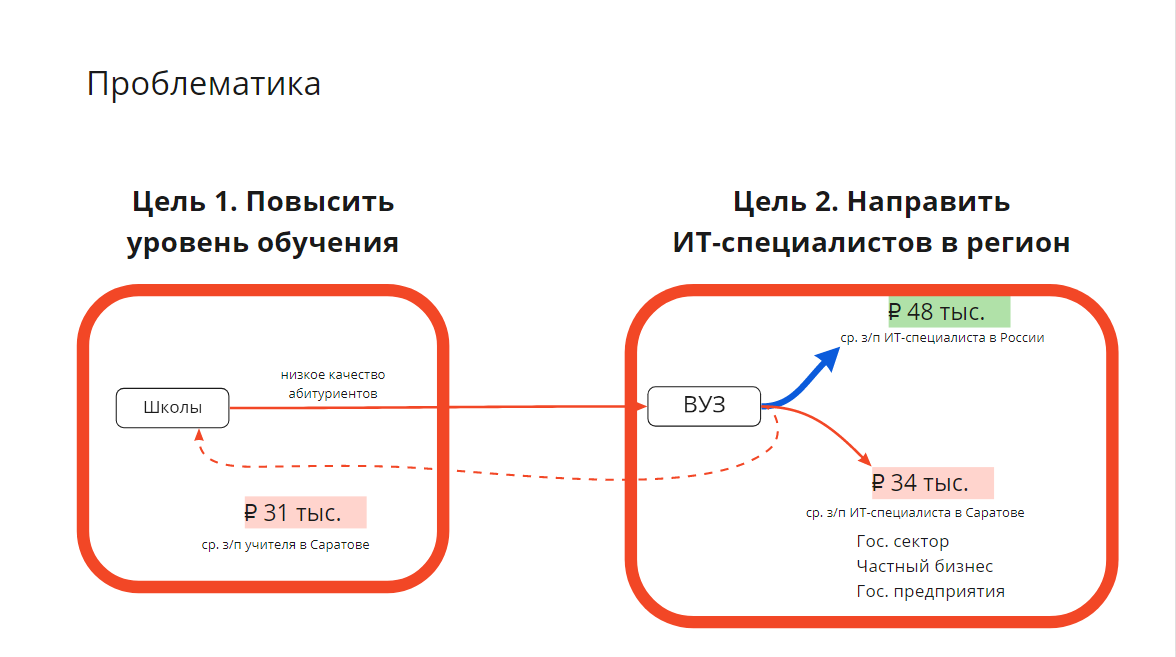 Проблематика
Цель 1. Повысить
уровень обучения
Цель 2. Направить
ИТ-специалистов в регион
₽ 48 тыс.
ср. з/п ИТ-специалиста в России
низкое качество
абитуриентов
Школы
ВУЗ
₽ 34 тыс.
ср. з/п ИТ-специалиста в Саратове
₽ 31 тыс.
ср. з/п учителя в Саратове
Гос. сектор
Частный бизнес
Гос. предприятия